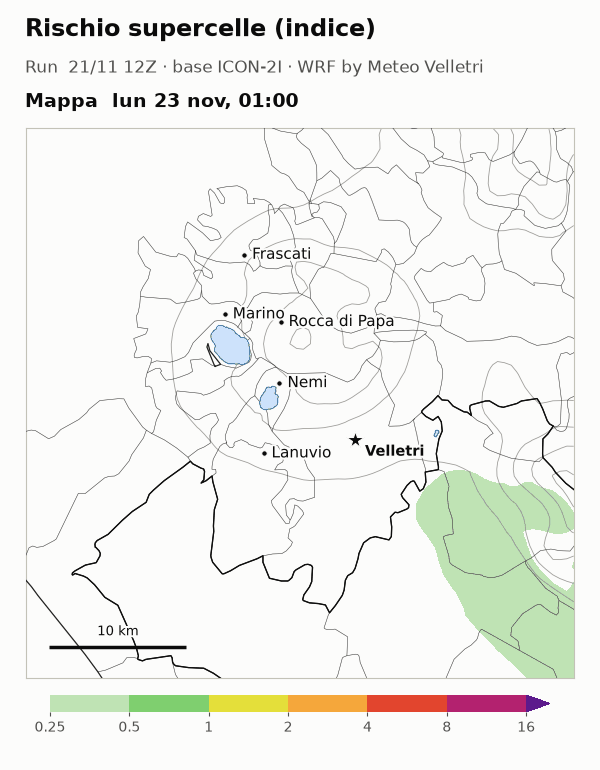 Rischio supercelle (indice)
Run  21/11 12Z · base ICON-2I · WRF by Meteo Velletri
Mappa  lun 23 nov, 01:00
Frascati
Marino
Rocca di Papa
Nemi
Velletri
Lanuvio
10 km
0.25 0.5 1 2 4 8 16